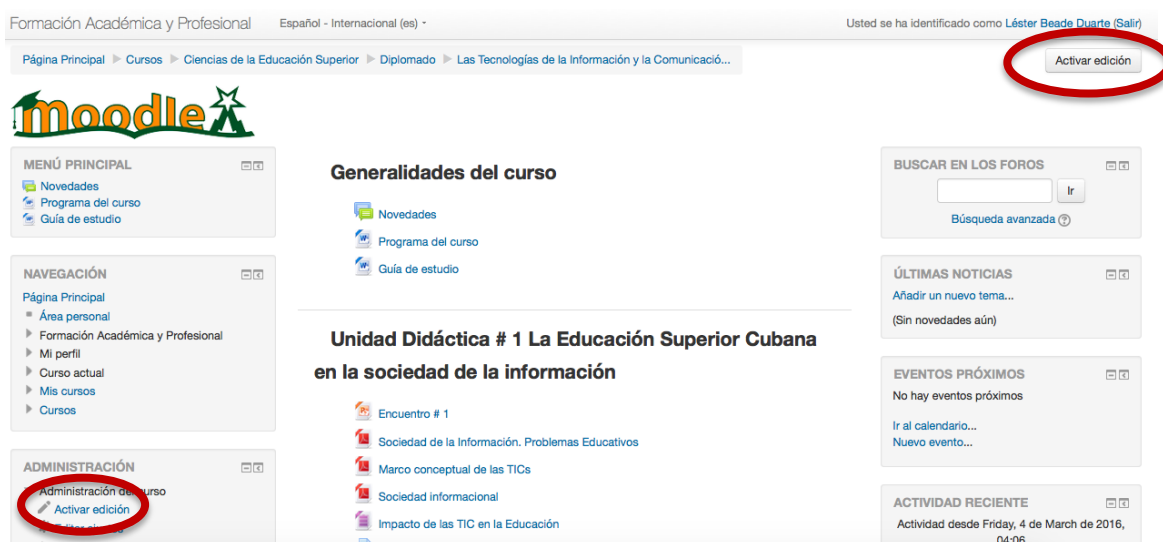 Formación Académica y Profesional Español - Internacional (es)
Usted se ha identificado como Léster Beade Duarte (Salir)
Página Principal Cursos Ciencias de la Educación Superior Diplomado Las Tecnologías de la Información y la Comunicació...
Activar edición
moodle
MENÚ PRINCIPAL
Novedades
Programa del curso
Guía de estudio
NAVEGACIÓN
Página Principal
Área personal
Formación Académica y Profesional
Mi perfil
Curso actual
Mis cursos
Cursos
ADMINISTRACIÓN
Administración del curso
Activar edición
Generalidades del curso
Novedades
Programa del curso
Guía de estudio
Unidad Didáctica # 1 La Educación Superior Cubana
en la sociedad de la información
Encuentro # 1
Sociedad de la Información. Problemas Educativos
Marco conceptual de las TICs
Sociedad informacional
Impacto de las TIC en la Educación
BUSCAR EN LOS FOROS
Ir
Búsqueda avanzada
ÚLTIMAS NOTICIAS
Añadir un nuevo tema...
(Sin novedades aún)
EVENTOS PRÓXIMOS
No hay eventos próximos
Ir al calendario...
Nuevo evento...
ACTIVIDAD RECIENTE
Actividad desde Friday, 4 de March de 2016,
04:06